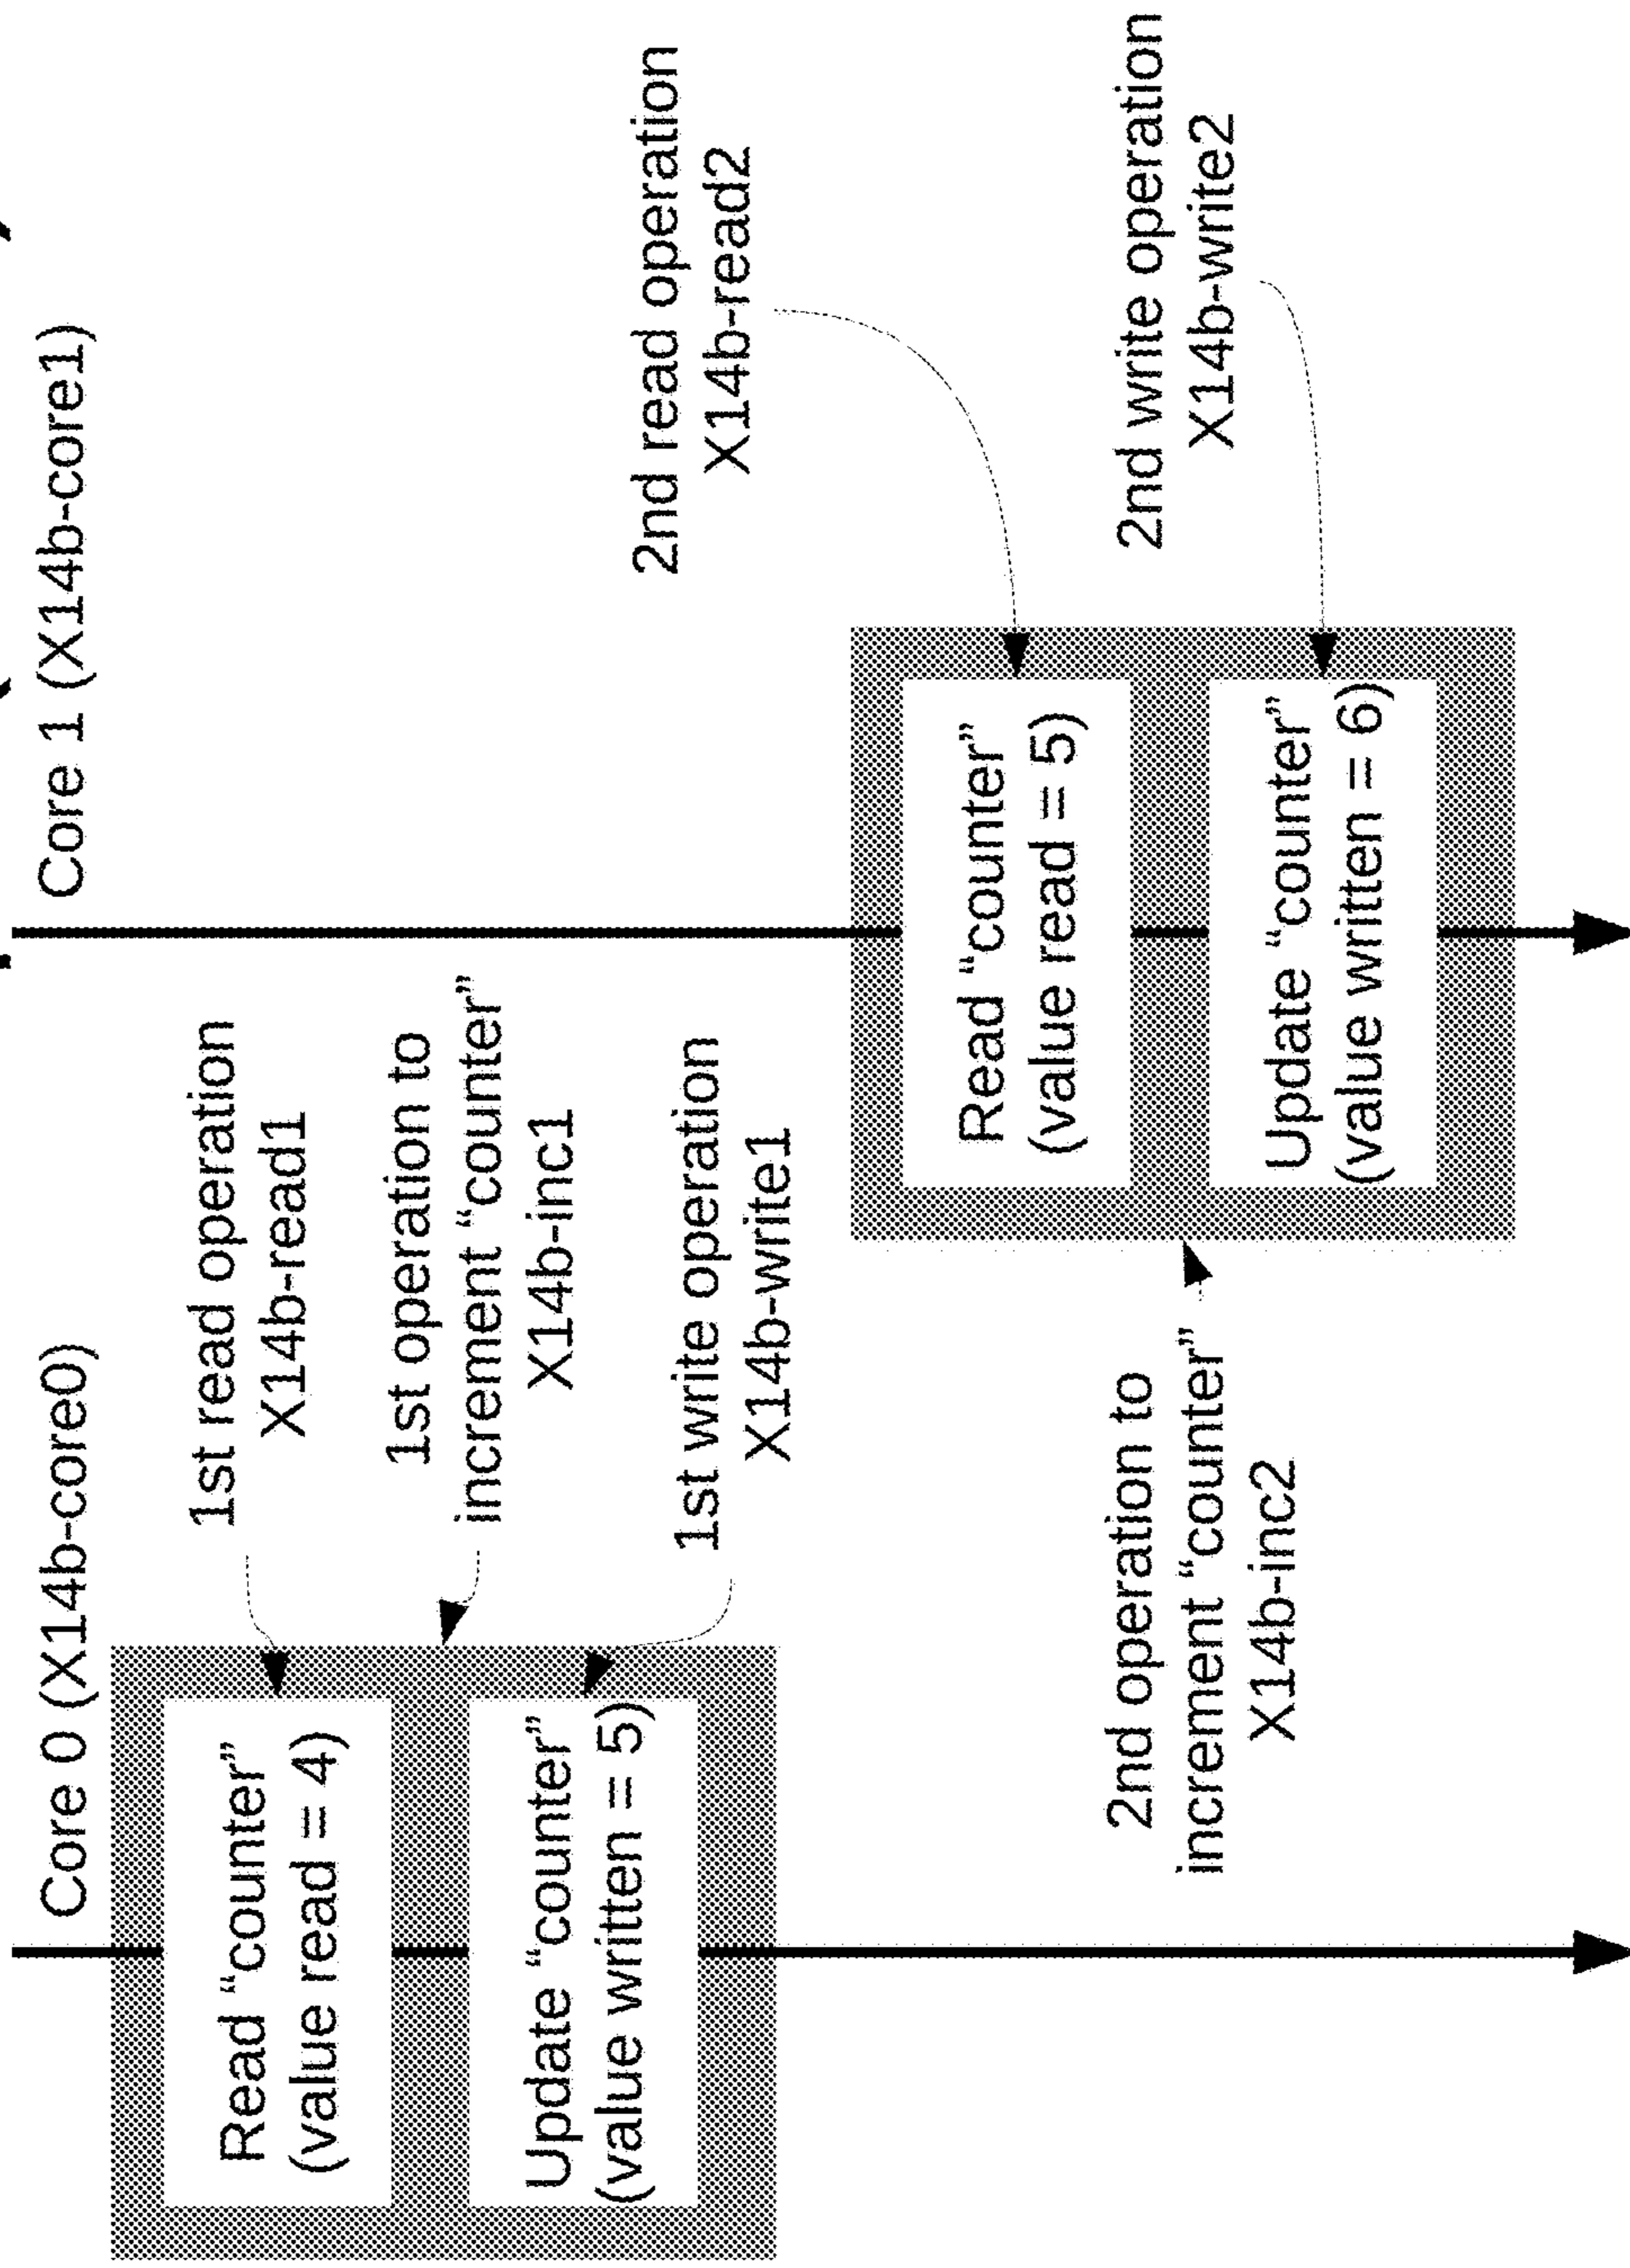 Core 0 (X14b-core0)
Core 1 (X14b-core1)
Read “counter”
(value read = 4)
1st read operation
X14b-read1
1st operation to
increment “counter”
X14b-inc1
Update “counter”
(value written = 5)
1st write operation
X14b-write1
2nd read operation
X14b-read2
Read “counter”
(value read = 5)
2nd operation to
increment “counter”
X14b-inc2
Update “counter”
(value written = 6)
2nd write operation
X14b-write2